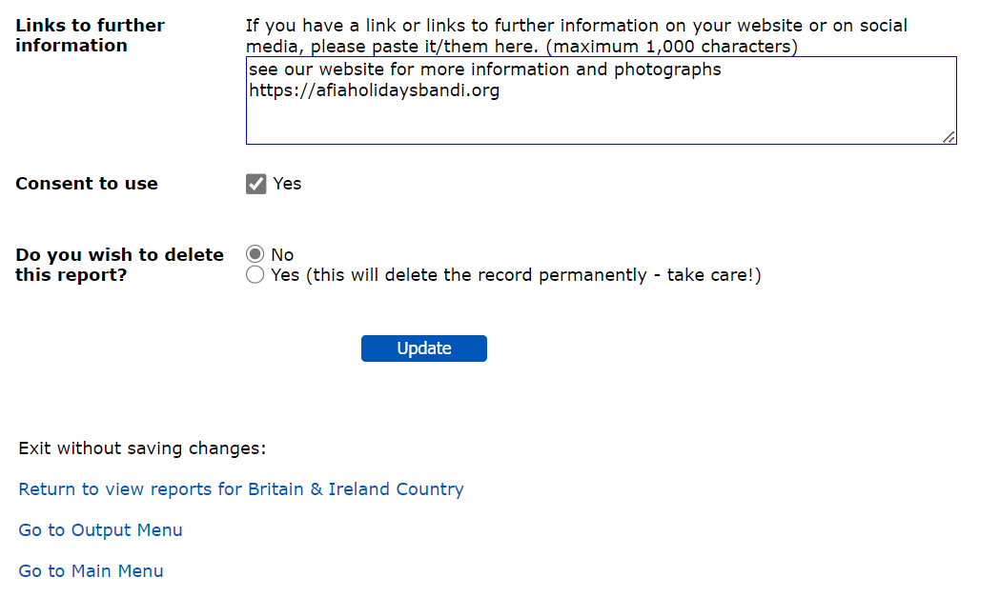 Links to further
information
If you have a link or links to further information on your website or on social
media, please paste it/them here. (maximum 1,000 characters)
see our website for more information and photographs
https://afiaholidaysbandi.org
Consent to use
Yes
Do you wish to delete
this report?
No
Yes (this will delete the record permanently - take care!)
Update
Exit without saving changes:
Return to view reports for Britain & Ireland Country
Go to Output Menu
Go to Main Menu